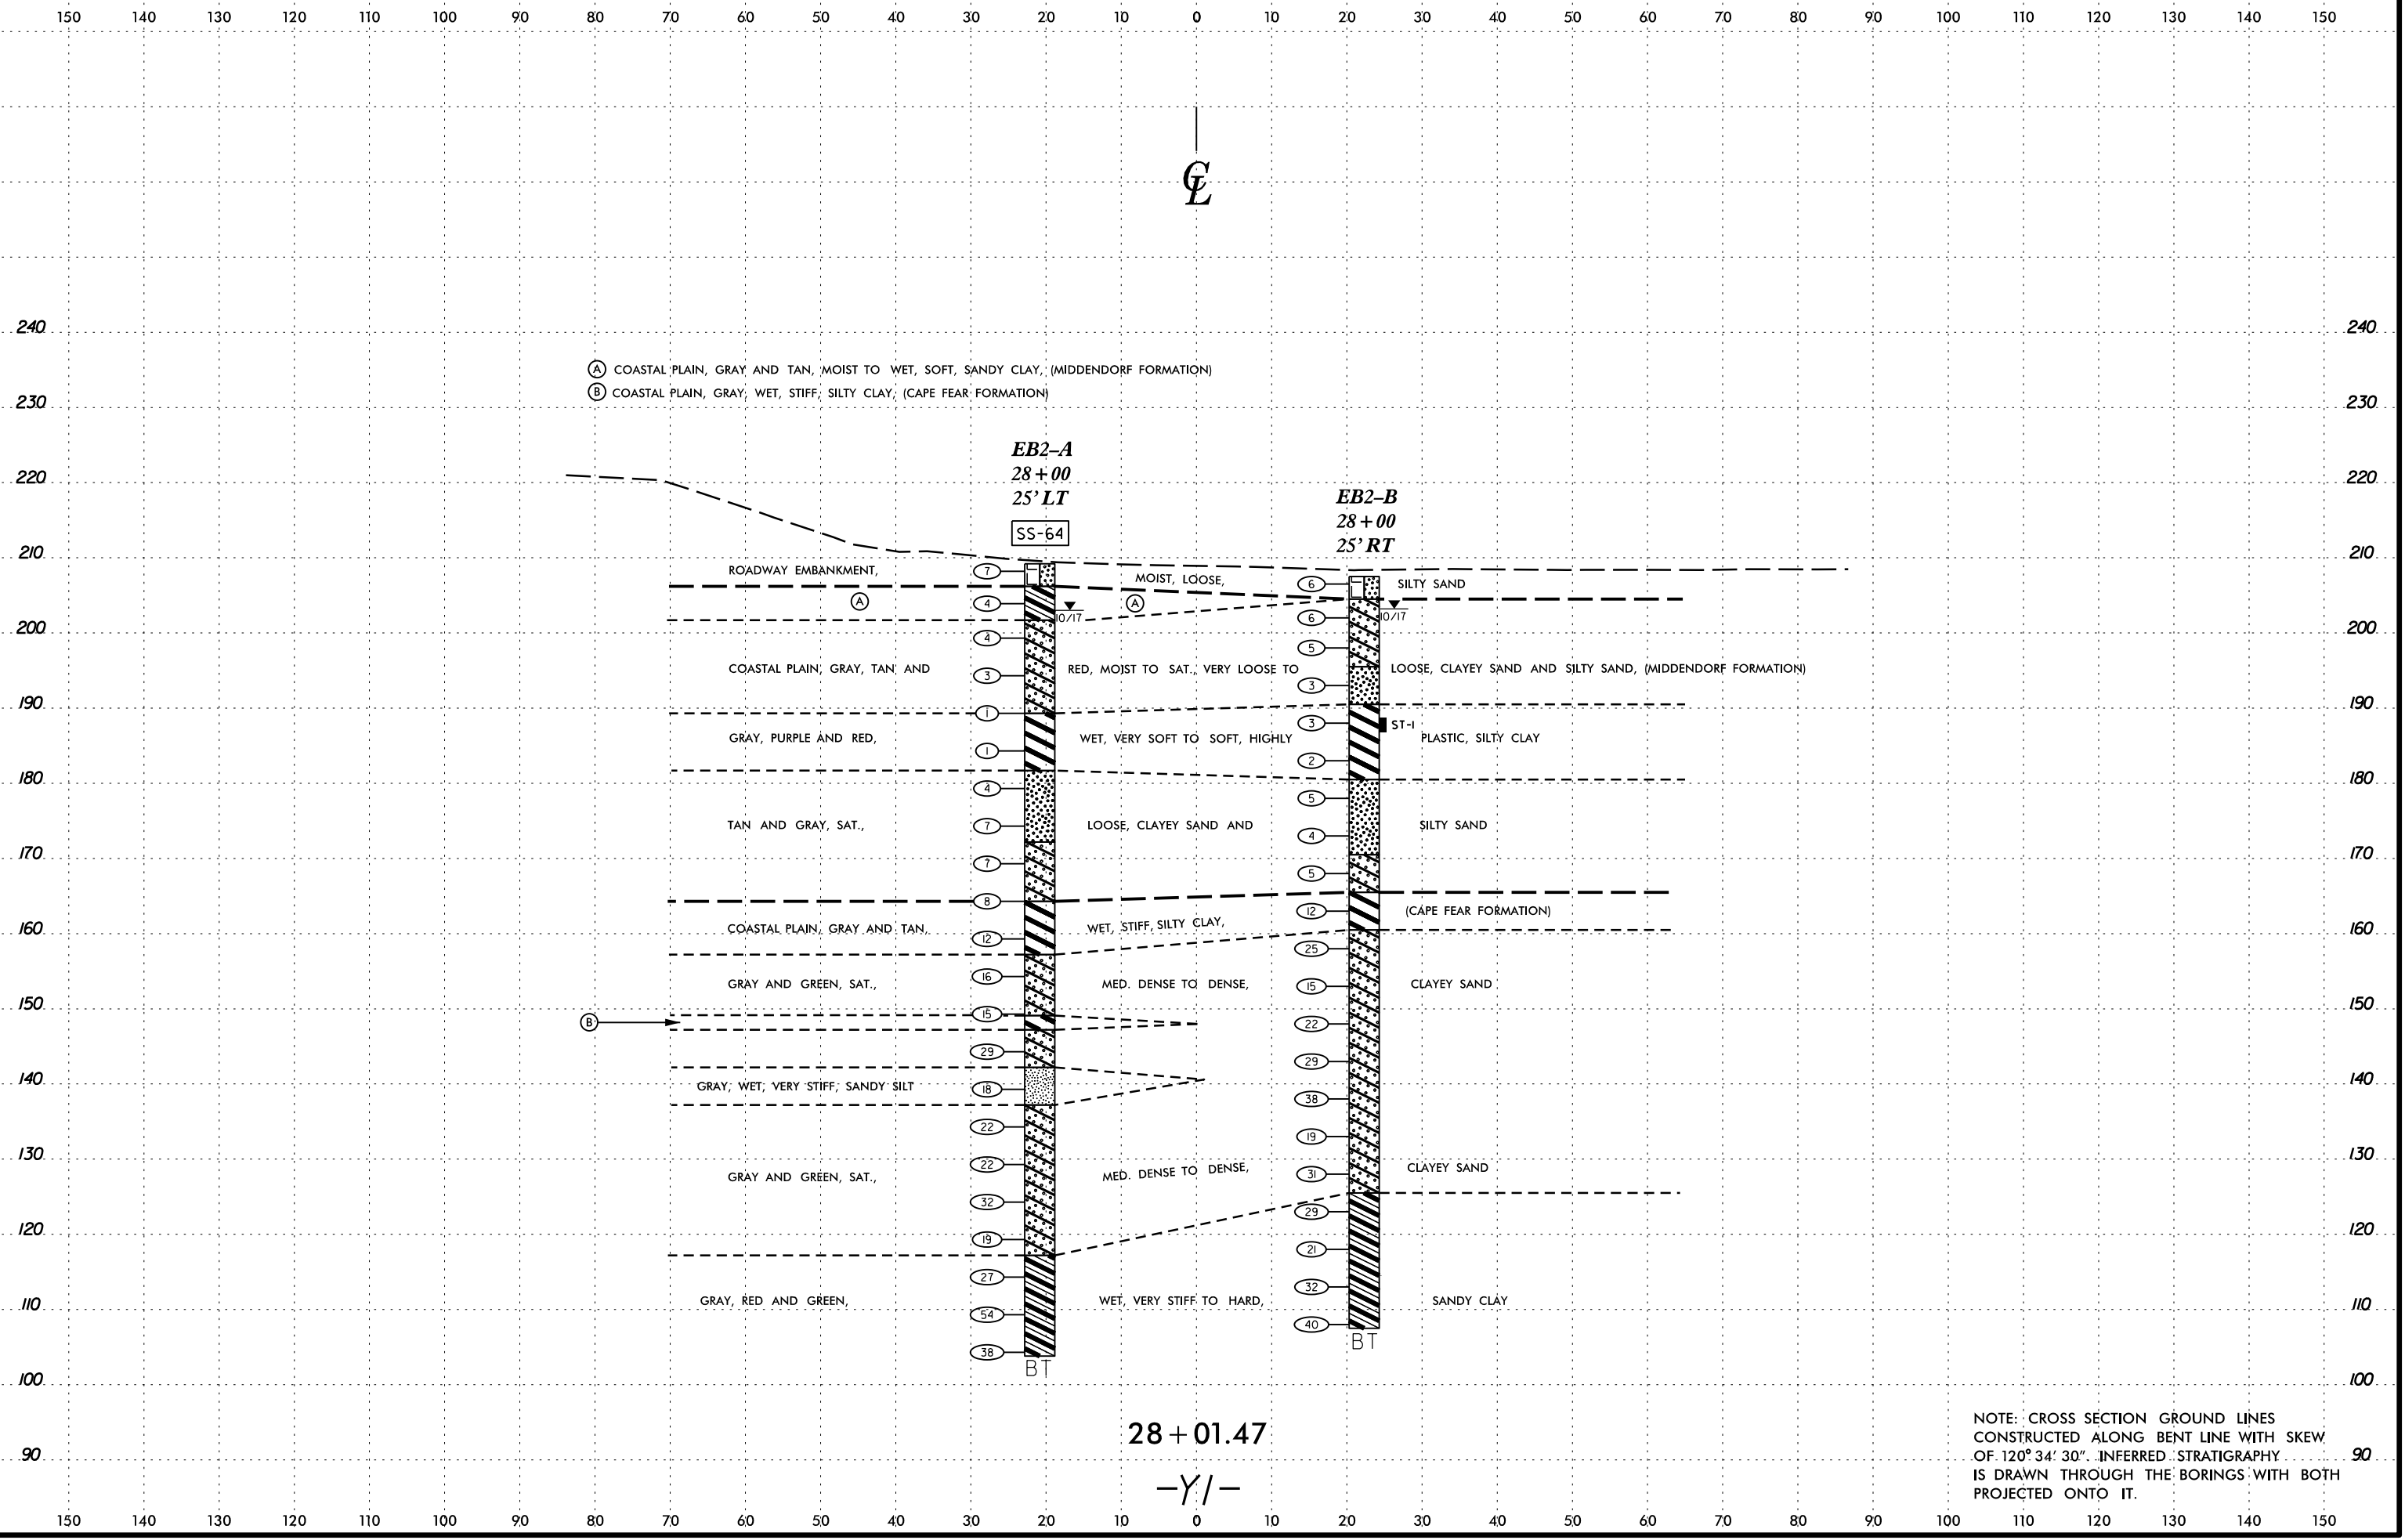 150 140 130 120 110 100 90 80 70 60 50 40 30 20 10 0 10 20 30 40 50 60 70 80 90 100 110 120 130 140 150
CL
240 240
Ⓐ COASTAL PLAIN, GRAY AND TAN, MOIST TO WET, SOFT, SANDY CLAY, (MIDDENDORF FORMATION)
Ⓑ COASTAL PLAIN, GRAY, WET, STIFF, SILTY CLAY, (CAPE FEAR FORMATION)
230 230
EB2-A
28+00
25' LT
SS-64
220 220
EB2-B
28+00
25' RT
210 210
ROADWAY EMBANKMENT, 7 MOIST, LOOSE, 6 SILTY SAND
A 4 10/17 A 6 10/17
200 200
4 5
COASTAL PLAIN, GRAY, TAN AND 3 RED, MOIST TO SAT., VERY LOOSE TO 3 LOOSE, CLAYEY SAND AND SILTY SAND, (MIDDENDORF FORMATION)
190 190
1 3 ST-1
GRAY, PURPLE AND RED, 1 WET, VERY SOFT TO SOFT, HIGHLY 2 PLASTIC, SILTY CLAY
180 180
4 5
TAN AND GRAY, SAT., 7 LOOSE, CLAYEY SAND AND 4 SILTY SAND
170 170
7 5
8 12 (CAPE FEAR FORMATION)
COASTAL PLAIN, GRAY AND TAN, 12 WET, STIFF, SILTY CLAY,
160 160
16 25
GRAY AND GREEN, SAT., MED. DENSE TO DENSE, 15 CLAYEY SAND
150 150
B 15 22
29 29
140 140
GRAY, WET, VERY STIFF, SANDY SILT 18 38
22 19
130 130
22 31 CLAYEY SAND
GRAY AND GREEN, SAT., MED. DENSE TO DENSE,
32 29
120 120
19 21
27 32
110 110
GRAY, RED AND GREEN, 54 WET, VERY STIFF TO HARD, 40 SANDY CLAY
38 BT
BT
100 100
28+01.47
90 90
-Y1-
NOTE: CROSS SECTION GROUND LINES
CONSTRUCTED ALONG BENT LINE WITH SKEW
OF 120° 34' 30". INFERRED STRATIGRAPHY
IS DRAWN THROUGH THE BORINGS WITH BOTH
PROJECTED ONTO IT.
150 140 130 120 110 100 90 80 70 60 50 40 30 20 10 0 10 20 30 40 50 60 70 80 90 100 110 120 130 140 150